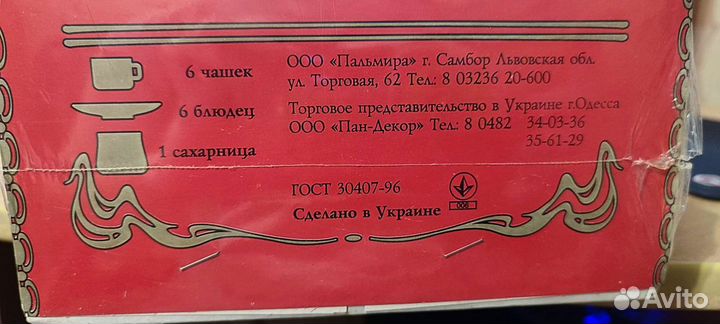 6 чашек
6 блюдец
1 сахарница
ООО «Пальмира» г. Самбор Львовская обл.
ул. Торговая, 62 Тел.: 8 03236 20-600
Торговое представительство в Украине г.Одесса
ООО «Пан-Декор» Тел.: 8 0482 34-03-36
35-61-29
ГОСТ 30407-96
Сделано в Украине
008
Avito